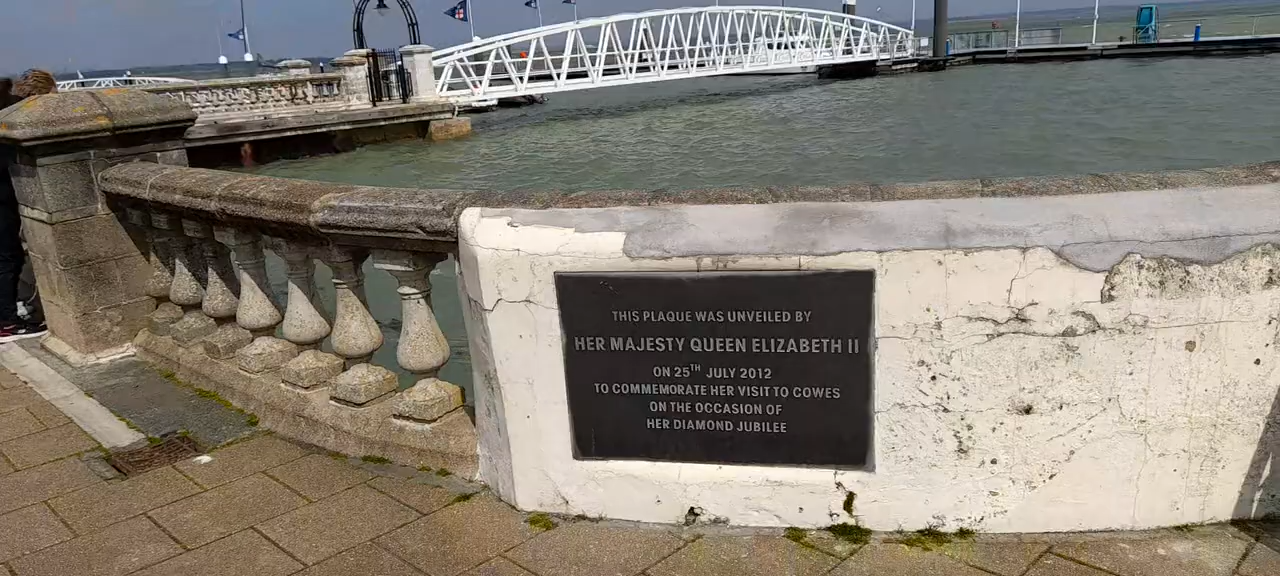 THIS PLAQUE WAS UNVEILED BY
HER MAJESTY QUEEN ELIZABETH II
ON 25TH JULY 2012
TO COMMEMORATE HER VISIT TO COWES
ON THE OCCASION OF
HER DIAMOND JUBILEE